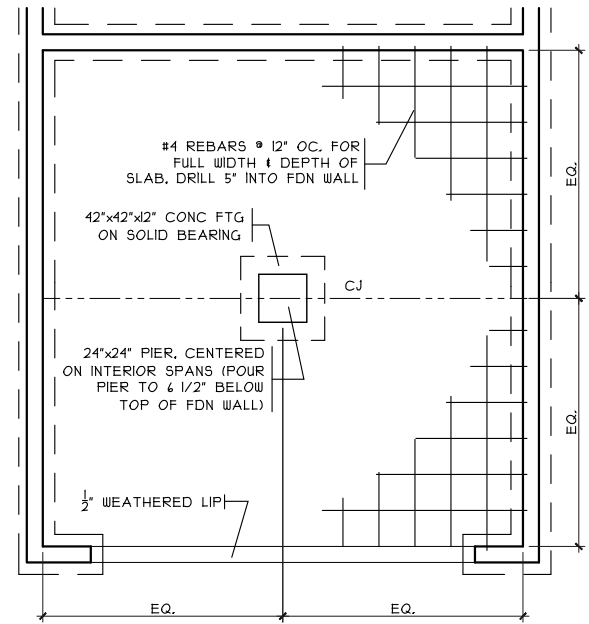 #4 REBARS @ 12" OC. FOR
FULL WIDTH & DEPTH OF
SLAB. DRILL 5" INTO FDN WALL
EQ.
42"x42"x12" CONC FTG
ON SOLID BEARING
CJ
24"x24" PIER, CENTERED
ON INTERIOR SPANS (POUR
PIER TO 6 1/2" BELOW
TOP OF FDN WALL)
EQ.
1/2" WEATHERED LIP
EQ.
EQ.